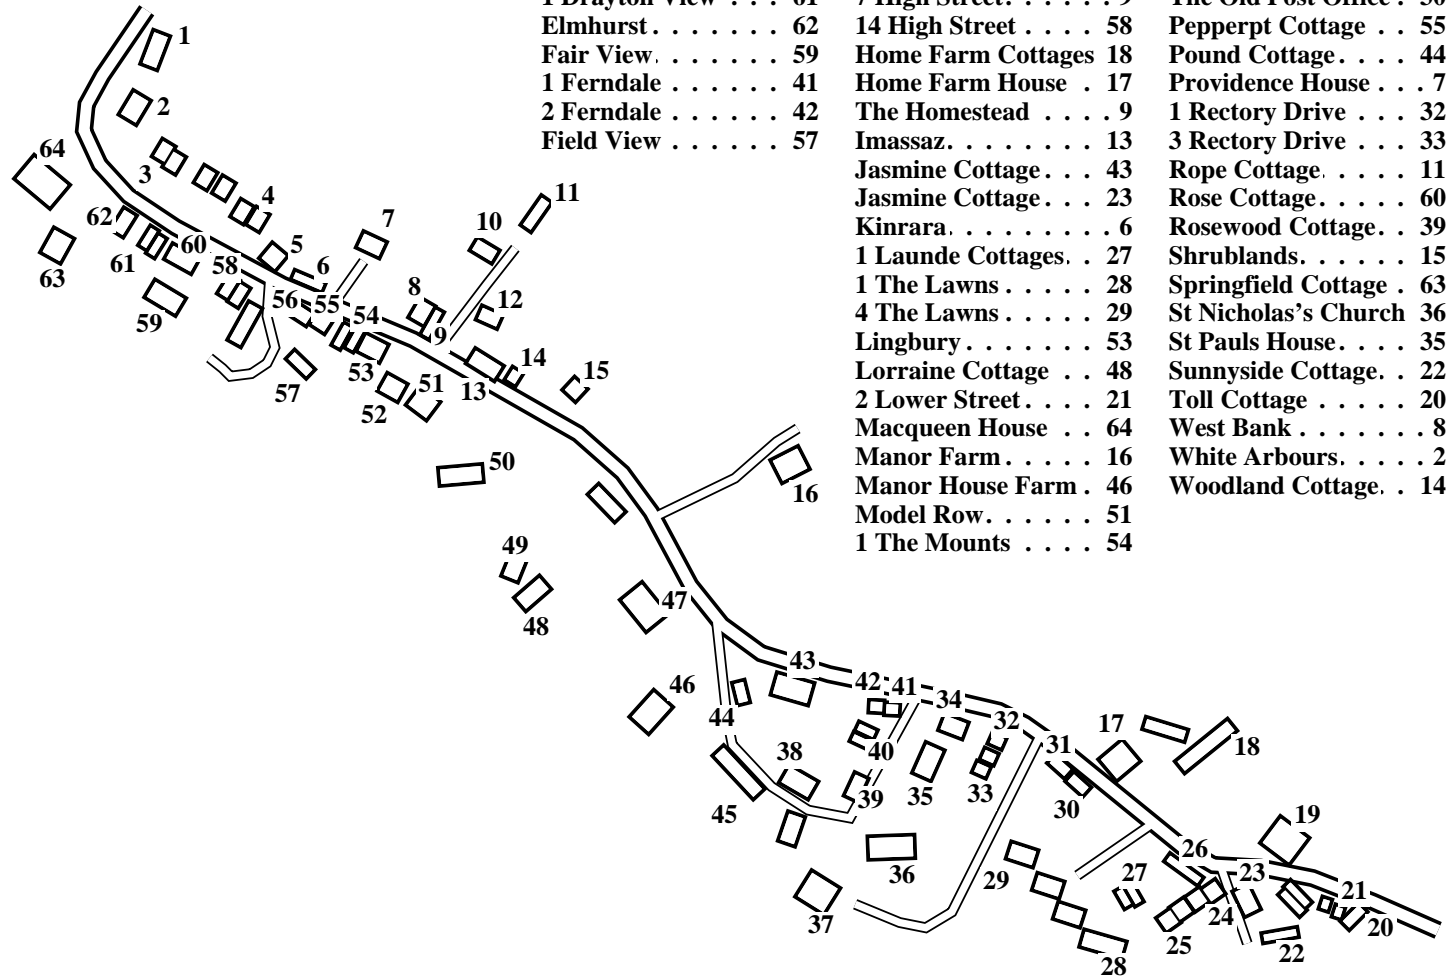 1 Drayton View . . . 61
Elmhurst . . . . . . . 62
Fair View . . . . . . . 59
1 Ferndale . . . . . . 41
2 Ferndale . . . . . . 42
Field View . . . . . . 57
7 High Street. . . . . . 9
14 High Street . . . . 58
Home Farm Cottages 18
Home Farm House . 17
The Homestead . . . . 9
Imassaz. . . . . . . . 13
Jasmine Cottage. . . . 43
Jasmine Cottage. . . . 23
Kinrara. . . . . . . . . 6
1 Launde Cottages. . 27
1 The Lawns . . . . . 28
4 The Lawns . . . . . 29
Lingbury . . . . . . . 53
Lorraine Cottage . . 48
2 Lower Street . . . . 21
Macqueen House . . 64
Manor Farm . . . . . 16
Manor House Farm . 46
Model Row. . . . . . 51
1 The Mounts . . . . 54
The Old Post Office .
Pepperpt Cottage . . 55
Pound Cottage. . . . 44
Providence House . . . 7
1 Rectory Drive . . . 32
3 Rectory Drive . . . 33
Rope Cottage. . . . . 11
Rose Cottage. . . . . 60
Rosewood Cottage. . 39
Shrublands. . . . . . 15
Springfield Cottage . 63
St Nicholas's Church 36
St Pauls House. . . . 35
Sunnyside Cottage. . 22
Toll Cottage . . . . . 20
West Bank . . . . . . . 8
White Arbours. . . . . 2
Woodland Cottage. . 14
1
2
64
3
4
11
62
7
10
60
61
5
63
58
6
59
56
55
8
12
54
9
57
53
14
52
51
13
15
50
16
49
48
47
43
46
42
41
44
34
32
31
17
18
38
40
45
39
35
33
30
19
36
29
26
27
23
21
37
24
25
20
22
28